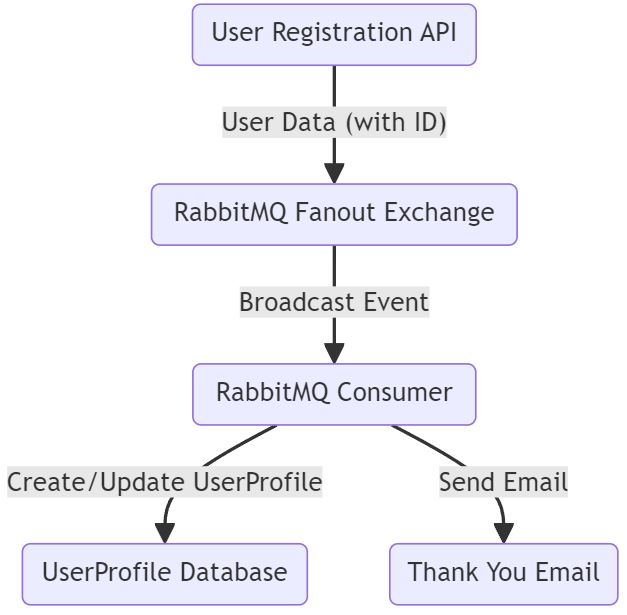 User Registration API
User Data (with ID)
RabbitMQ Fanout Exchange
Broadcast Event
RabbitMQ Consumer
Create/Update UserProfile
Send Email
UserProfile Database
Thank You Email